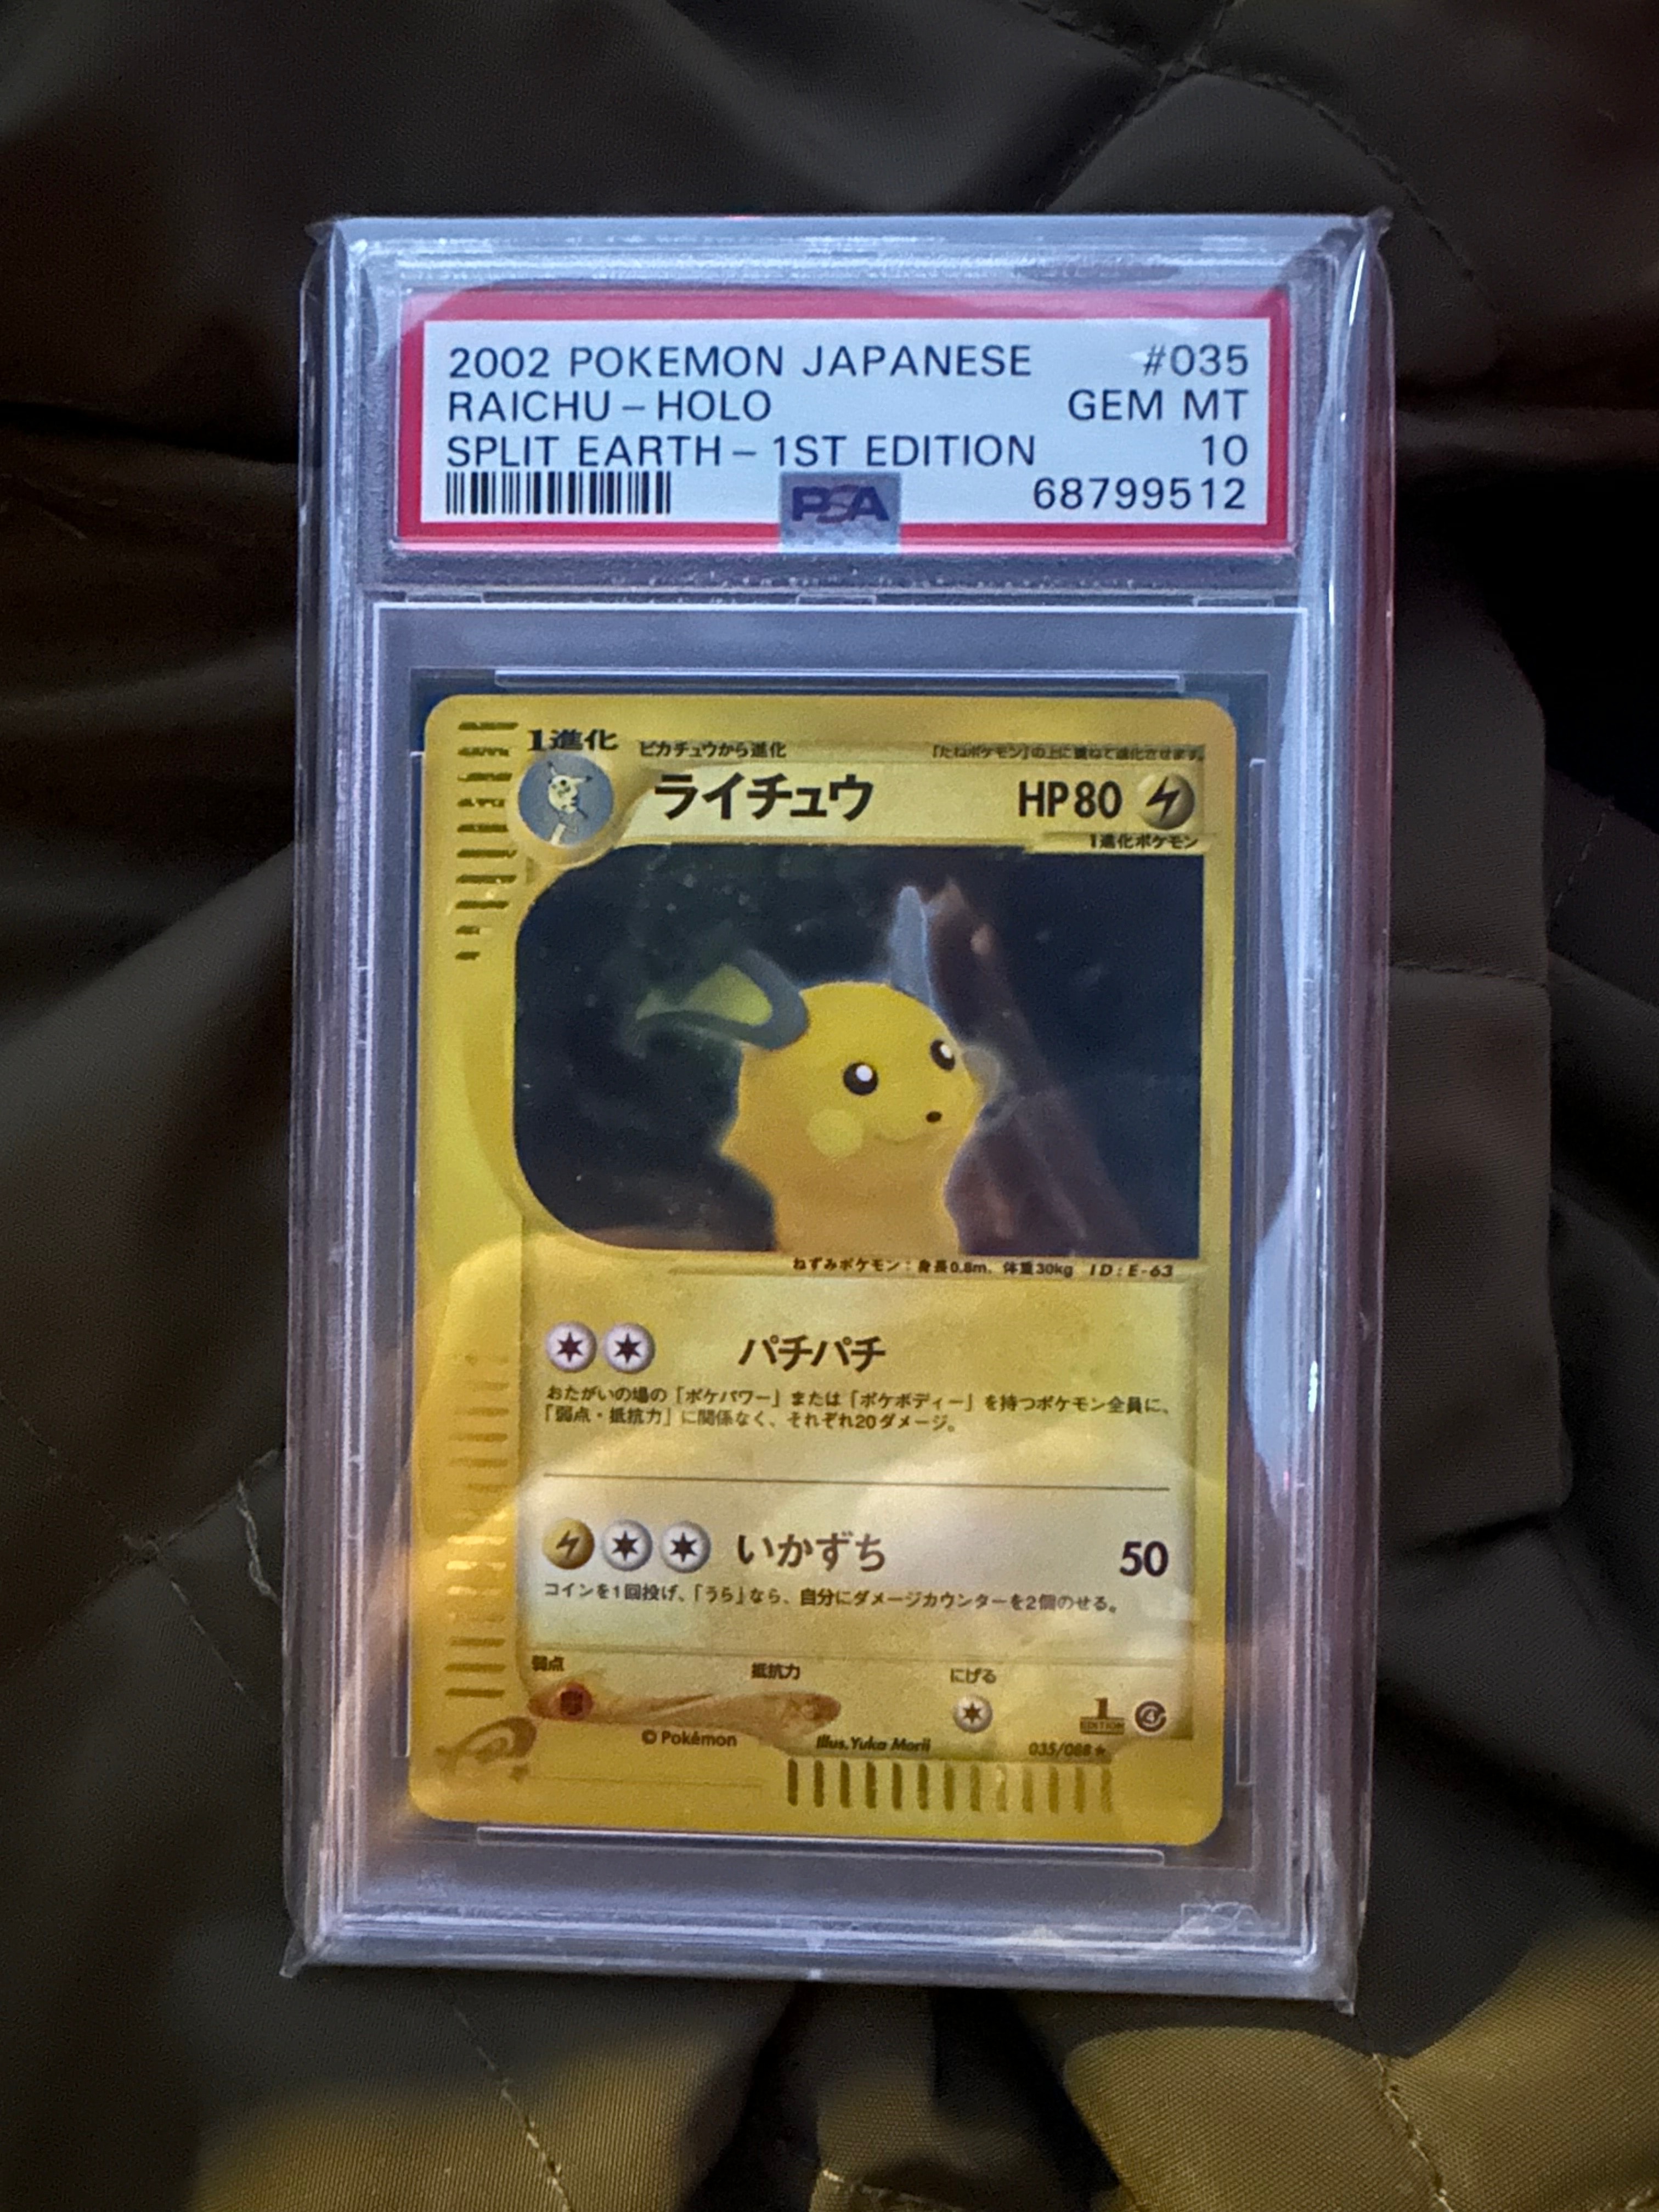 2002 POKEMON JAPANESE #035
RAICHU - HOLO GEM MT
SPLIT EARTH - 1ST EDITION 10
PSA 68799512
1進化 ピカチュウから進化 「たねポケモン」の上に重ねて進化させます。
ライチュウ HP80
1進化ポケモン
ねずみポケモン：身長0.8m、体重30kg ID:E-63
パチパチ
おたがいの場の「ポケパワー」または「ポケボディー」を持つポケモン全員に、
「弱点・抵抗力」に関係なく、それぞれ20ダメージ。
いかずち 50
コインを1回投げ、「うら」なら、自分にダメージカウンターを2個のせる。
弱点 抵抗力 にげる
1 EDITION
© Pokémon Illus.Yuka Morii 035/088★